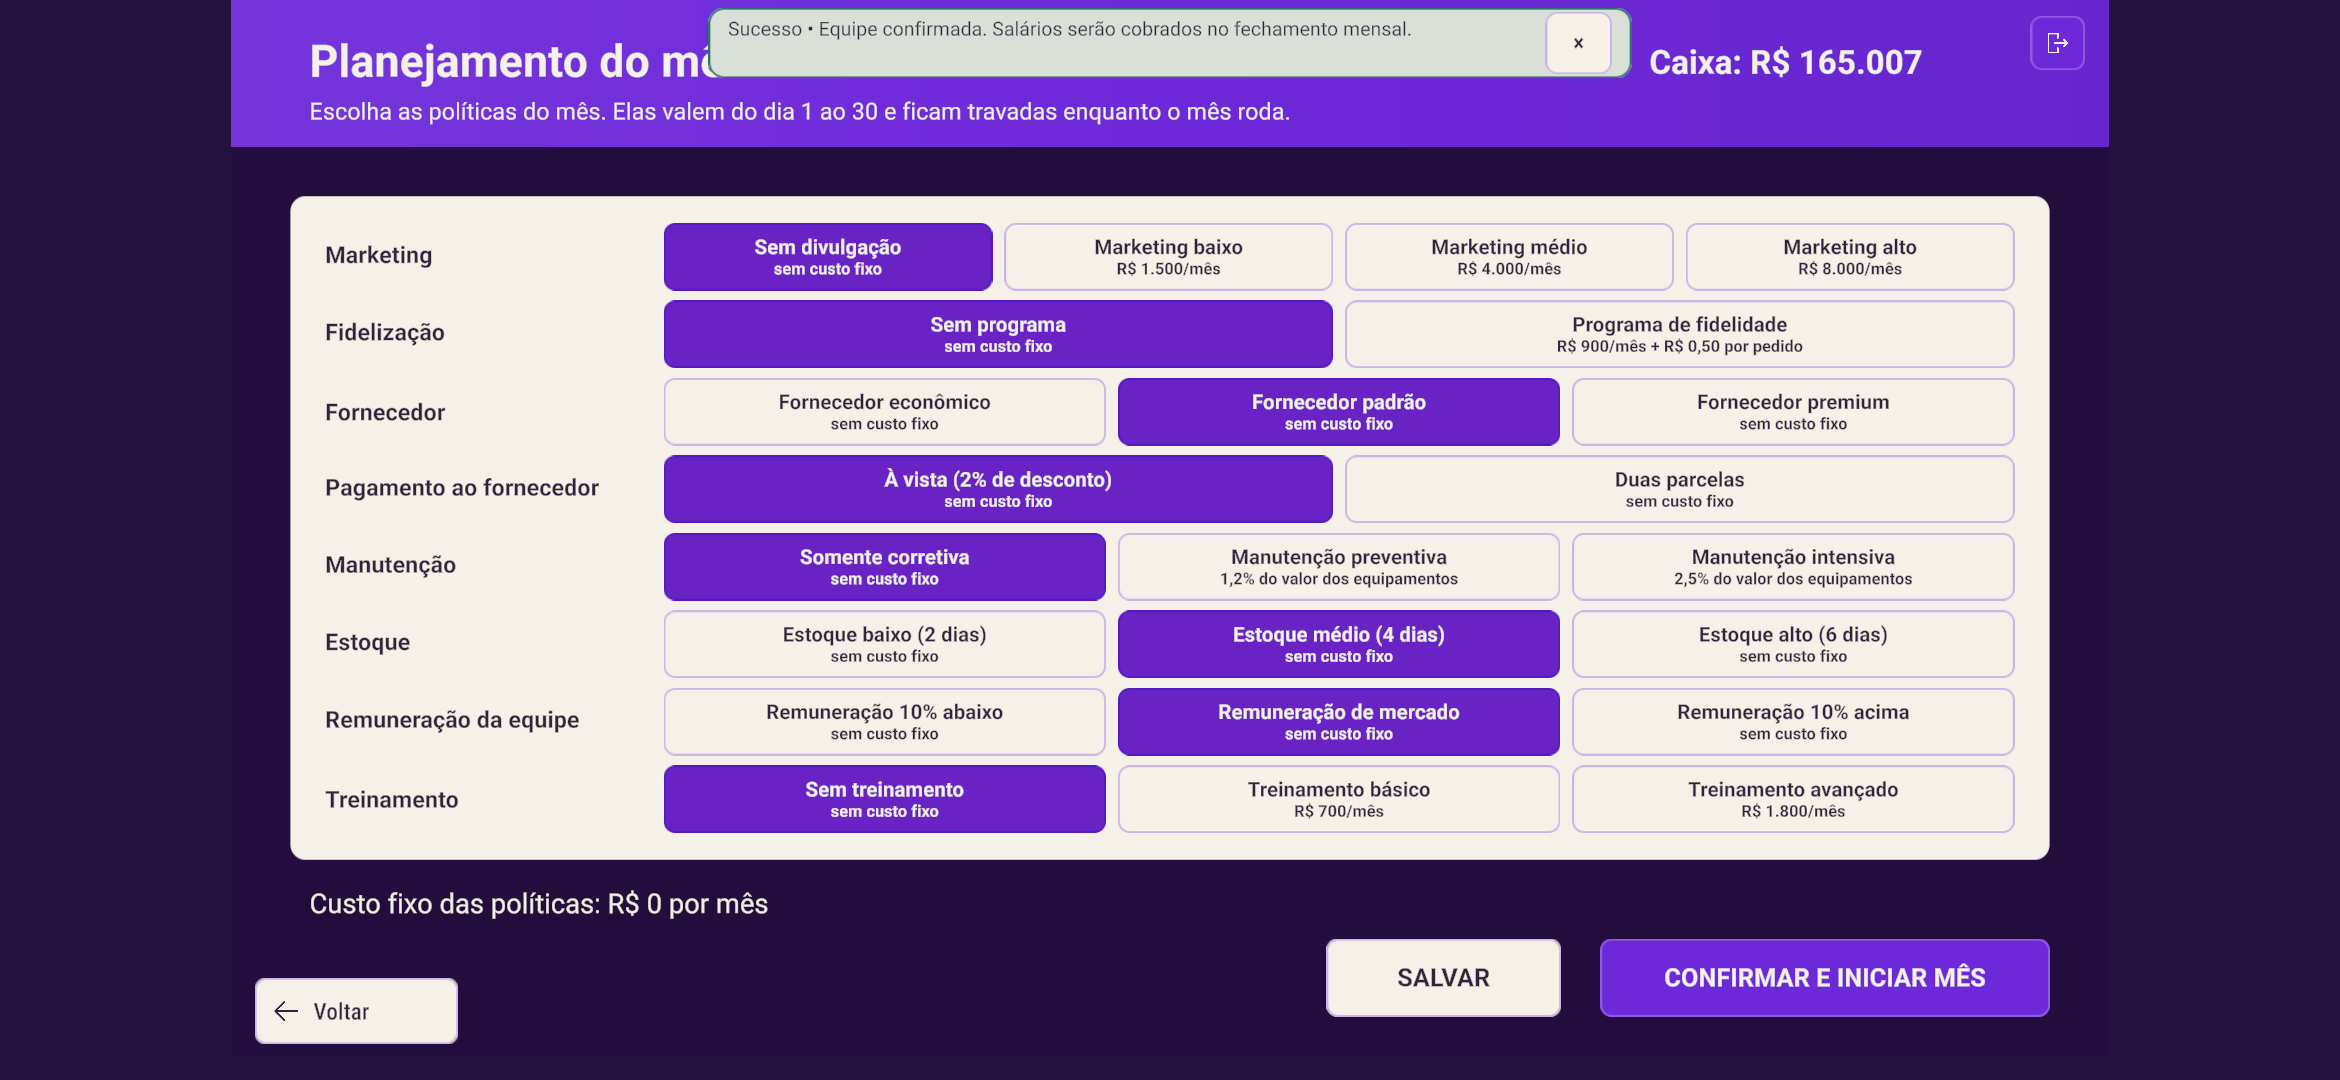 Sucesso • Equipe confirmada. Salários serão cobrados no fechamento mensal.
×
Planejamento do mê
Caixa: R$ 165.007
Escolha as políticas do mês. Elas valem do dia 1 ao 30 e ficam travadas enquanto o mês roda.
Marketing
Sem divulgação
sem custo fixo
Marketing baixo
R$ 1.500/mês
Marketing médio
R$ 4.000/mês
Marketing alto
R$ 8.000/mês
Fidelização
Sem programa
sem custo fixo
Programa de fidelidade
R$ 900/mês + R$ 0,50 por pedido
Fornecedor
Fornecedor econômico
sem custo fixo
Fornecedor padrão
sem custo fixo
Fornecedor premium
sem custo fixo
Pagamento ao fornecedor
À vista (2% de desconto)
sem custo fixo
Duas parcelas
sem custo fixo
Manutenção
Somente corretiva
sem custo fixo
Manutenção preventiva
1,2% do valor dos equipamentos
Manutenção intensiva
2,5% do valor dos equipamentos
Estoque
Estoque baixo (2 dias)
sem custo fixo
Estoque médio (4 dias)
sem custo fixo
Estoque alto (6 dias)
sem custo fixo
Remuneração da equipe
Remuneração 10% abaixo
sem custo fixo
Remuneração de mercado
sem custo fixo
Remuneração 10% acima
sem custo fixo
Treinamento
Sem treinamento
sem custo fixo
Treinamento básico
R$ 700/mês
Treinamento avançado
R$ 1.800/mês
Custo fixo das políticas: R$ 0 por mês
SALVAR
CONFIRMAR E INICIAR MÊS
Voltar